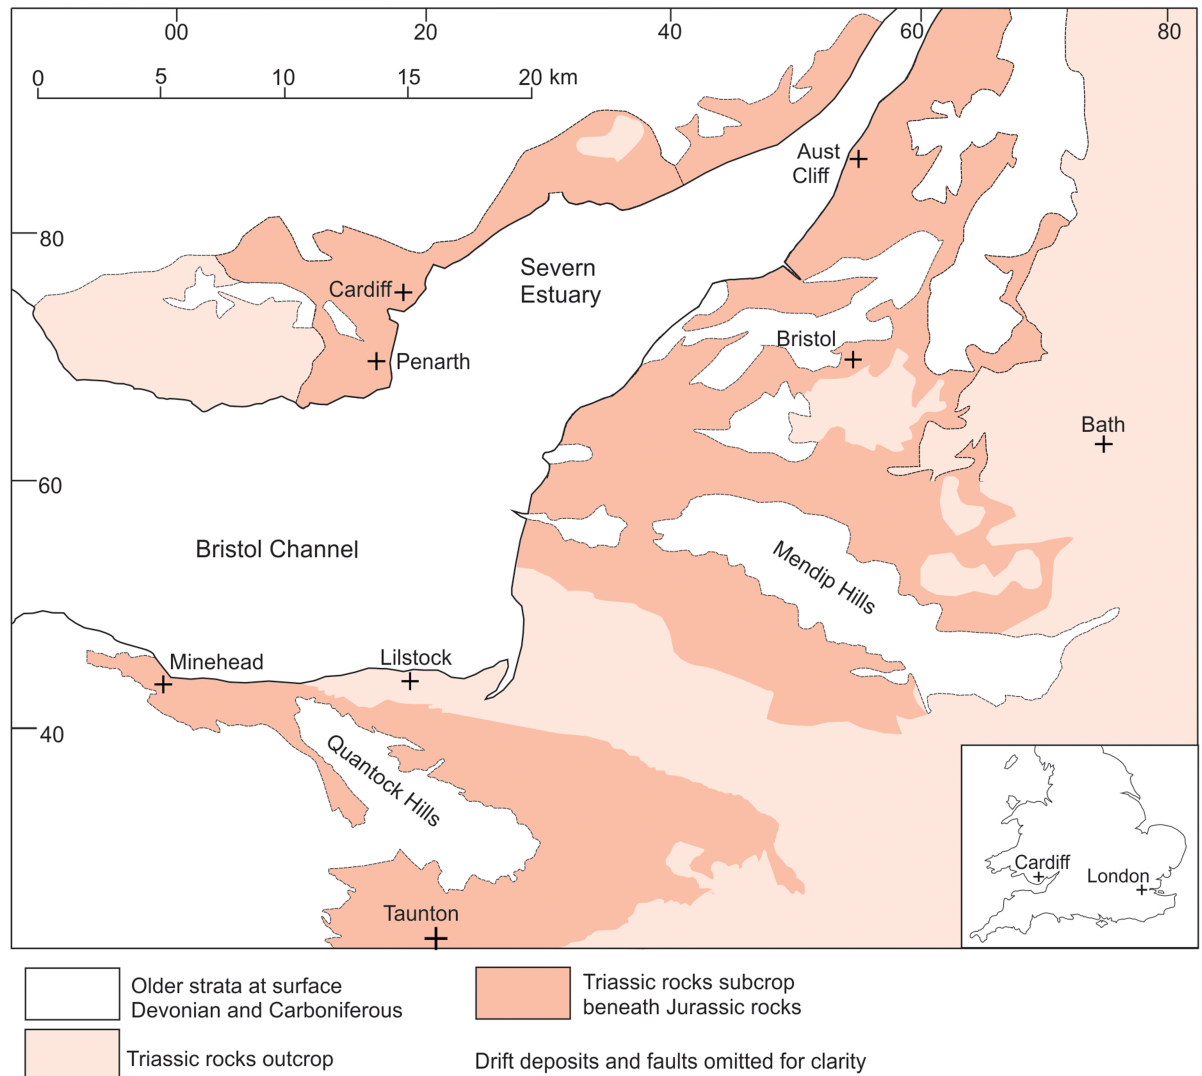 00 20 40 60 80
0 5 10 15 20 km
Aust
Cliff
80
Severn
Estuary
Cardiff
Bristol
Penarth
Bath
60
Bristol Channel
Mendip Hills
Minehead
Lilstock
40
Quantock Hills
Cardiff
London
Taunton
Older strata at surface
Devonian and Carboniferous
Triassic rocks subcrop
beneath Jurassic rocks
Triassic rocks outcrop
Drift deposits and faults omitted for clarity